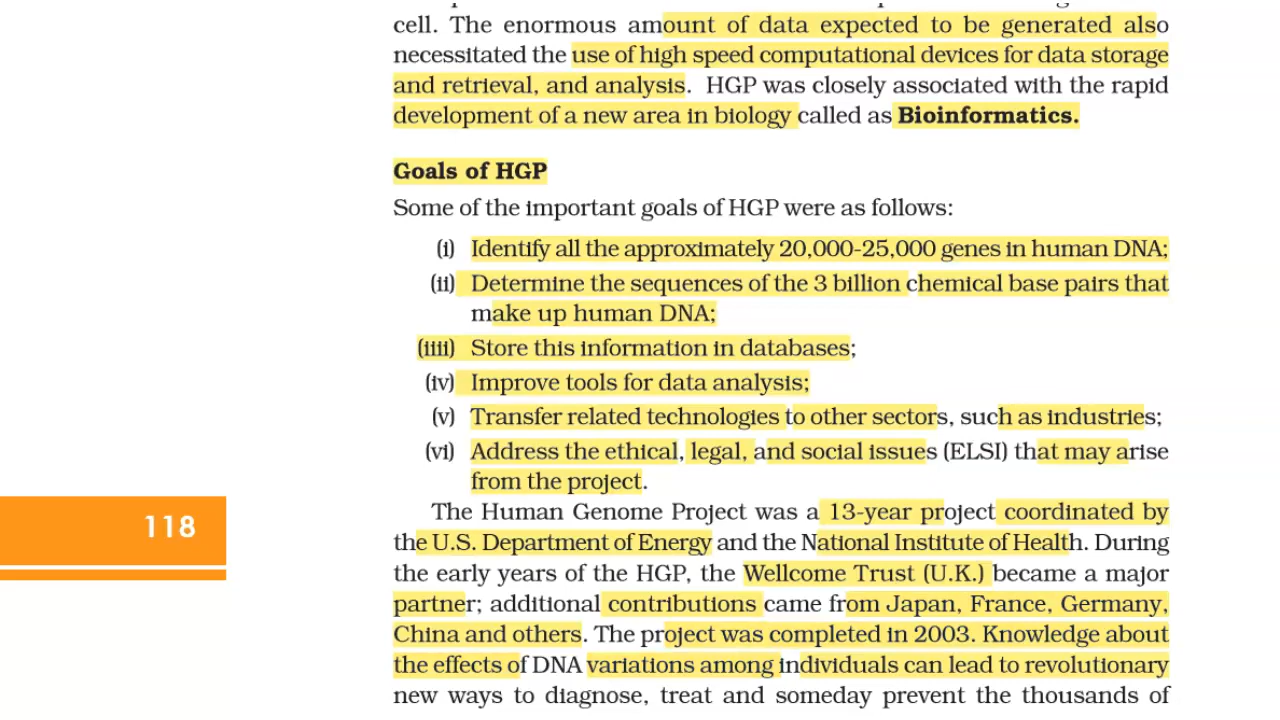 cell. The enormous amount of data expected to be generated also
necessitated the use of high speed computational devices for data storage
and retrieval, and analysis. HGP was closely associated with the rapid
development of a new area in biology called as Bioinformatics.
Goals of HGP
Some of the important goals of HGP were as follows:
(i) Identify all the approximately 20,000-25,000 genes in human DNA;
(ii) Determine the sequences of the 3 billion chemical base pairs that
make up human DNA;
(iiii) Store this information in databases;
(iv) Improve tools for data analysis;
(v) Transfer related technologies to other sectors, such as industries;
(vi) Address the ethical, legal, and social issues (ELSI) that may arise
from the project.
The Human Genome Project was a 13-year project coordinated by
the U.S. Department of Energy and the National Institute of Health. During
the early years of the HGP, the Wellcome Trust (U.K.) became a major
partner; additional contributions came from Japan, France, Germany,
China and others. The project was completed in 2003. Knowledge about
the effects of DNA variations among individuals can lead to revolutionary
new ways to diagnose, treat and someday prevent the thousands of
118